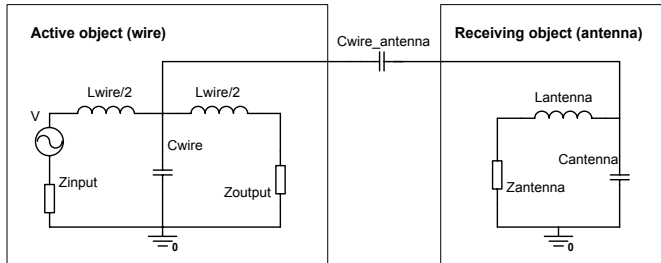 Active object (wire)
Cwire_antenna
Receiving object (antenna)
Lwire/2
Lwire/2
Lantenna
V
Cwire
Cantenna
Zinput
Zoutput
Zantenna
0
0